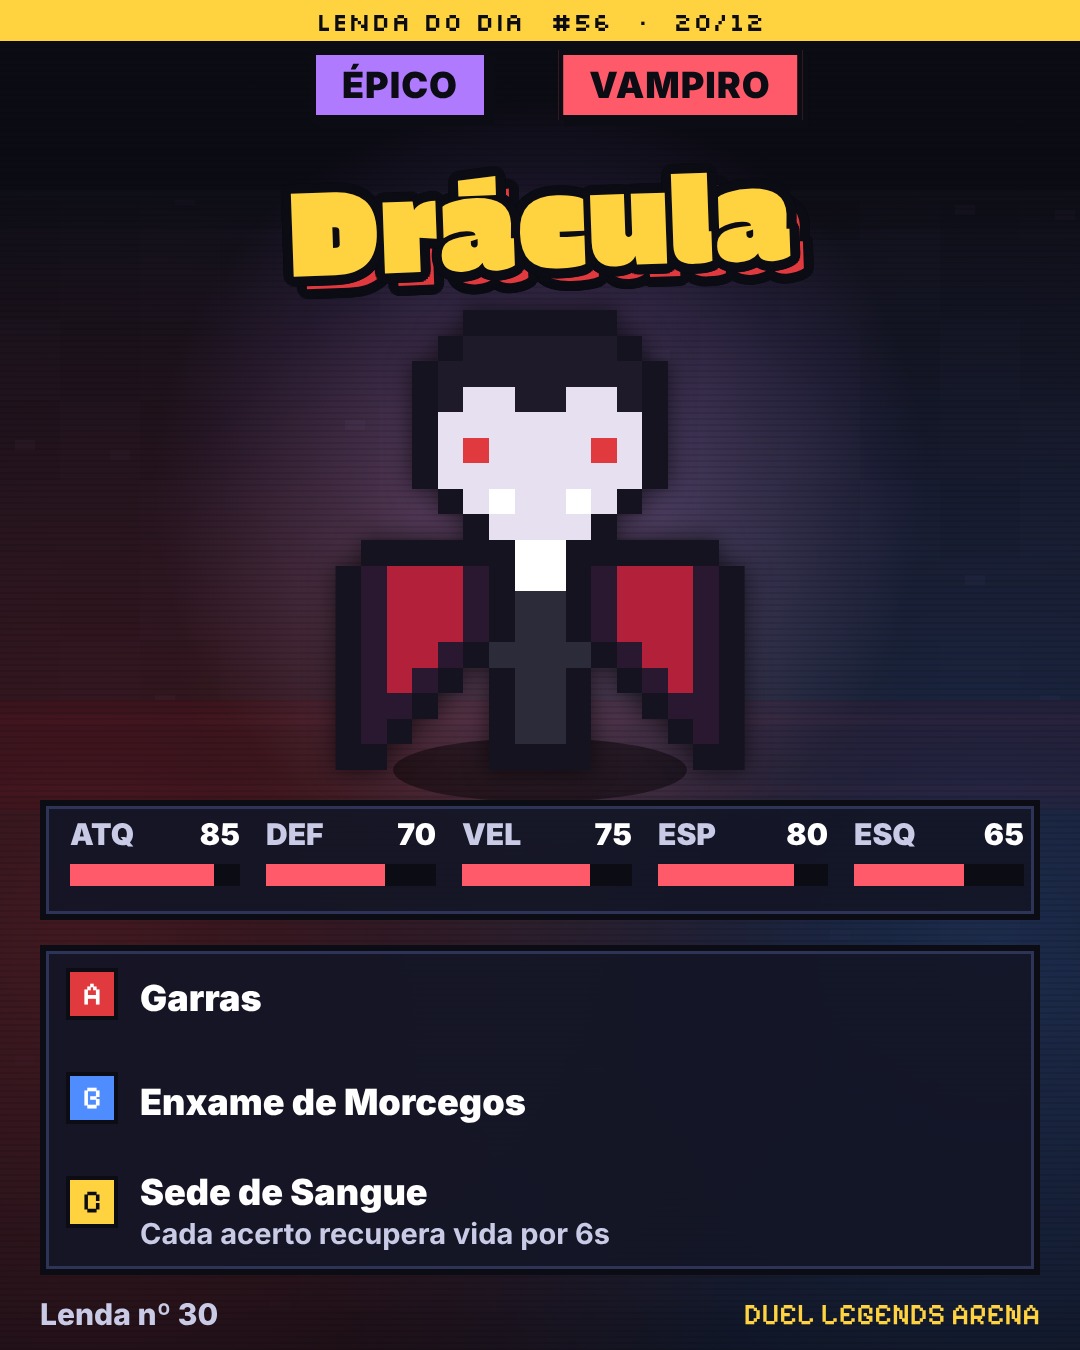 LENDA DO DIA #56 · 20/12
ÉPICO VAMPIRO
Drácula
ATQ 85 DEF 70 VEL 75 ESP 80 ESQ 65
A Garras
B Enxame de Morcegos
C Sede de Sangue
Cada acerto recupera vida por 6s
Lenda nº 30 DUEL LEGENDS ARENA